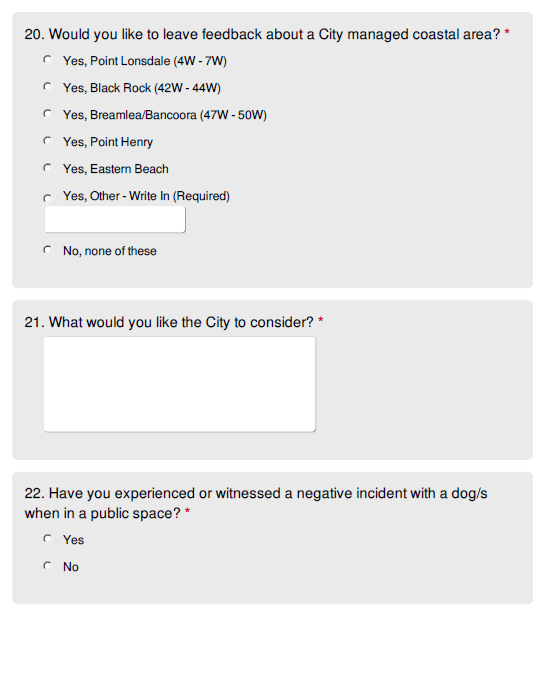 20. Would you like to leave feedback about a City managed coastal area? *
Yes, Point Lonsdale (4W - 7W)
Yes, Black Rock (42W - 44W)
Yes, Breamlea/Bancoora (47W - 50W)
Yes, Point Henry
Yes, Eastern Beach
Yes, Other - Write In (Required)
No, none of these
21. What would you like the City to consider? *
22. Have you experienced or witnessed a negative incident with a dog/s
when in a public space? *
Yes
No